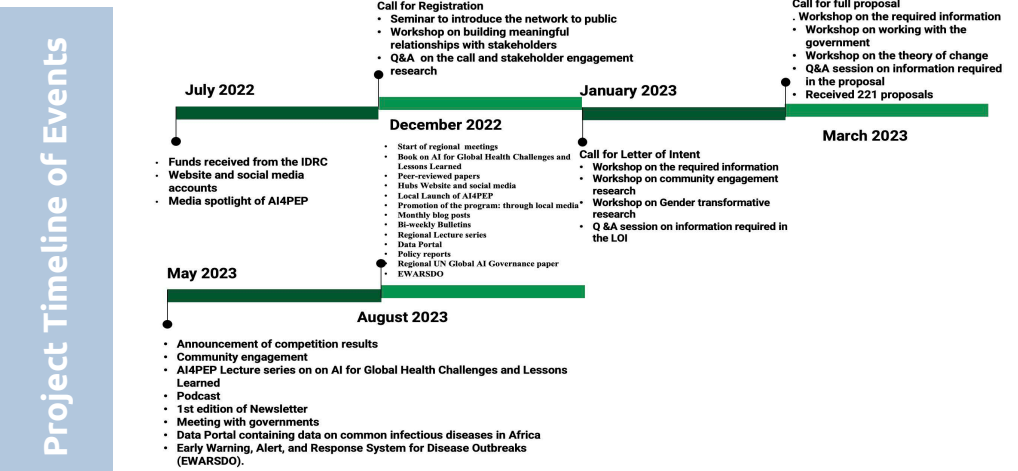 Project Timeline of Events
July 2022
• Funds received from the IDRC
• Website and social media
accounts
• Media spotlight of AI4PEP
Call for Registration
• Seminar to introduce the network to public
• Workshop on building meaningful
relationships with stakeholders
• Q&A on the call and stakeholder engagement
research
December 2022
January 2023
Call for Letter of Intent
• Workshop on the required information
• Workshop on community engagement
research
• Workshop on Gender transformative
research
• Q &A session on information required in
the LOI
Call for full proposal
. Workshop on the required information
• Workshop on working with the
government
• Workshop on the theory of change
• Q&A session on information required
in the proposal
• Received 221 proposals
March 2023
May 2023
• Announcement of competition results
• Community engagement
• AI4PEP Lecture series on on AI for Global Health Challenges and Lessons
Learned
• Podcast
• 1st edition of Newsletter
• Meeting with governments
• Data Portal containing data on common infectious diseases in Africa
• Early Warning, Alert, and Response System for Disease Outbreaks
(EWARSDO).
• Start of regional meetings
• Book on AI for Global Health Challenges and
Lessons Learned
• Peer-reviewed papers
• Hubs Website and social media
• Local Launch of AI4PEP
• Promotion of the program: through local media
• Monthly blog posts
• Bi-weekly Bulletins
• Regional Lecture series
• Data Portal
• Policy reports
• Regional UN Global AI Governance paper
• EWARSDO
August 2023